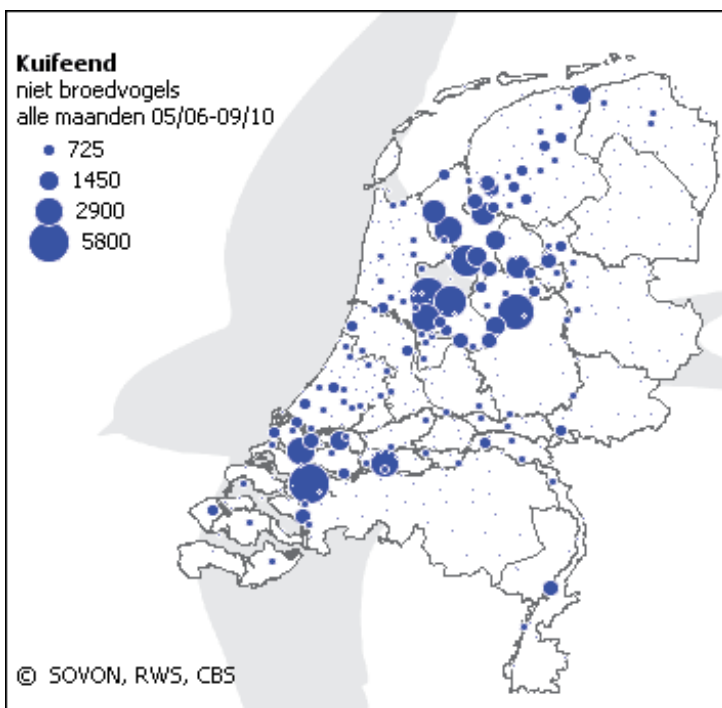 Kuifeend
niet broedvogels
alle maanden 05/06-09/10
725
1450
2900
5800
© SOVON, RWS, CBS